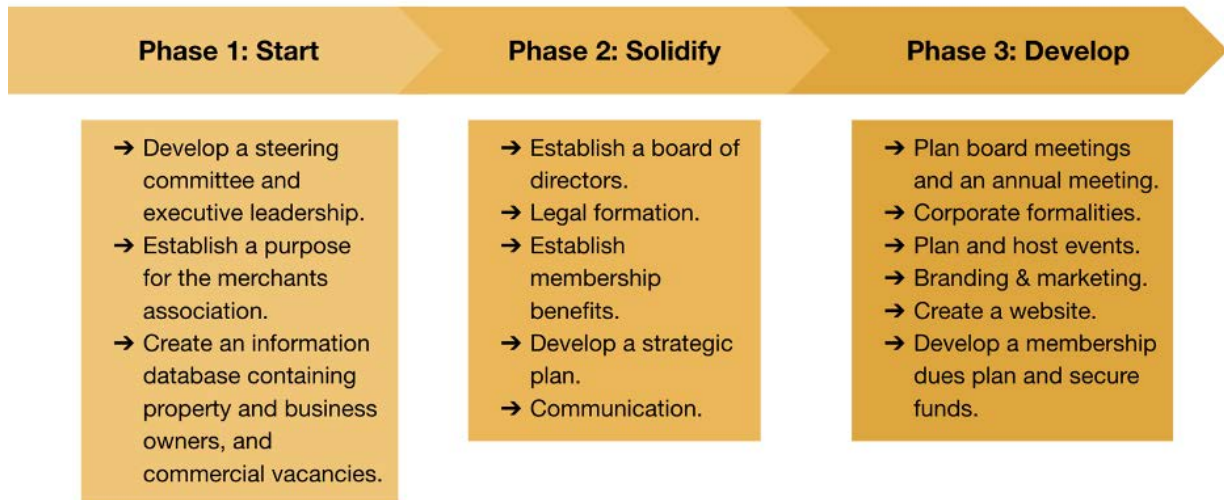 Phase 1: Start
Phase 2: Solidify
Phase 3: Develop
➔ Develop a steering
committee and
executive leadership.
➔ Establish a purpose
for the merchants
association.
➔ Create an information
database containing
property and business
owners, and
commercial vacancies.
➔ Establish a board of
directors.
➔ Legal formation.
➔ Establish
membership
benefits.
➔ Develop a strategic
plan.
➔ Communication.
➔ Plan board meetings
and an annual meeting.
➔ Corporate formalities.
➔ Plan and host events.
➔ Branding & marketing.
➔ Create a website.
➔ Develop a membership
dues plan and secure
funds.